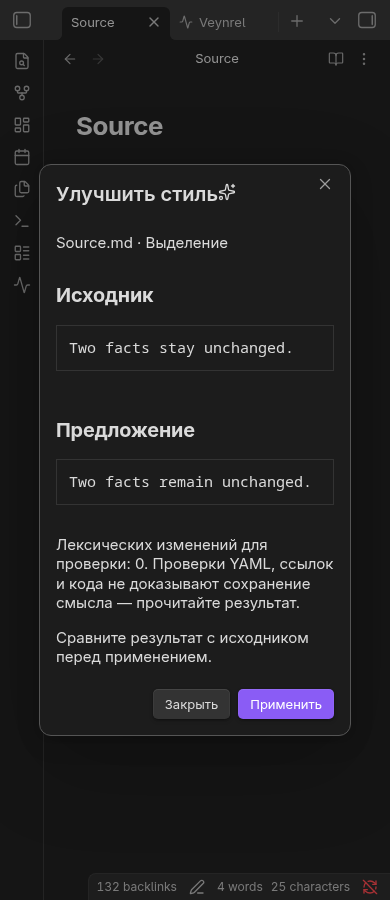 Source
Veynrel
Source
Source
Улучшить стиль
Source.md · Выделение
Исходник
Two facts stay unchanged.
Предложение
Two facts remain unchanged.
Лексических изменений для
проверки: 0. Проверки YAML, ссылок
и кода не доказывают сохранение
смысла — прочитайте результат.
Сравните результат с исходником
перед применением.
Закрыть Применить
132 backlinks 4 words 25 characters